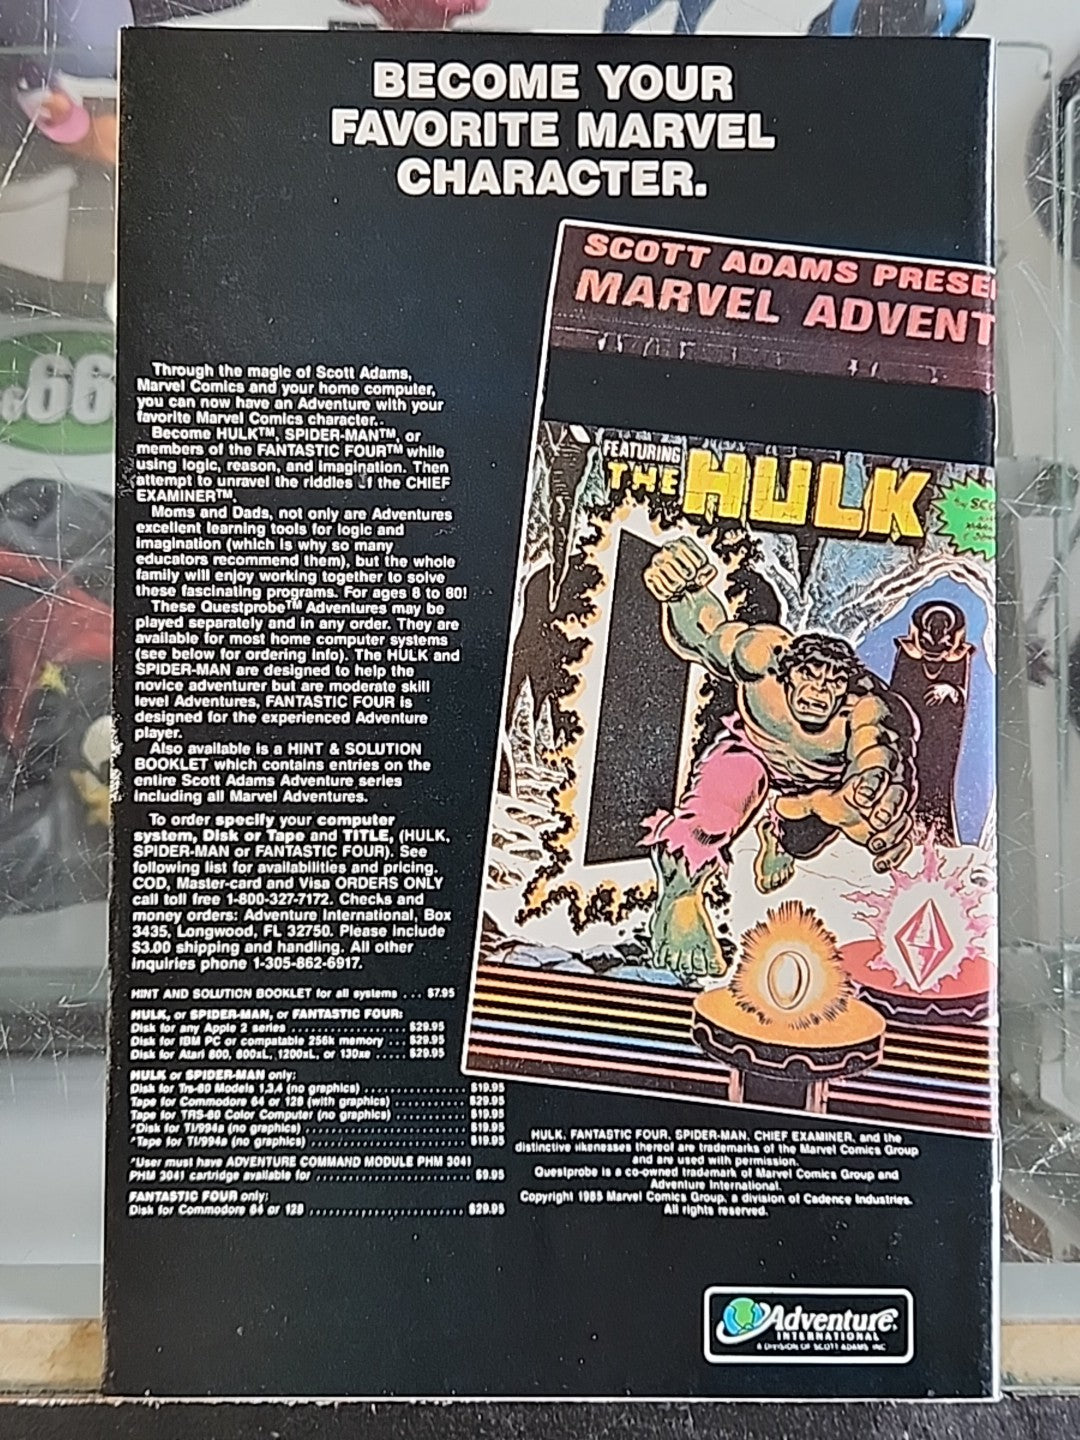 BECOME YOUR
FAVORITE MARVEL
CHARACTER.
SCOTT ADAMS PRESE
MARVEL ADVENT
FEATURING
THE HULK
Through the magic of Scott Adams,
Marvel Comics and your home computer,
you can now have an Adventure with your
favorite Marvel Comics character..
Become HULK™, SPIDER-MAN™, or
members of the FANTASTIC FOUR™ while
using logic, reason, and imagination. Then
attempt to unravel the riddles of the CHIEF
EXAMINER™.
Moms and Dads, not only are Adventures
excellent learning tools for logic and
imagination (which is why so many
educators recommend them), but the whole
family will enjoy working together to solve
these fascinating programs. For ages 8 to 80!
These Questprobe™ Adventures may be
played separately and in any order. They are
available for most home computer systems
(see below for ordering info). The HULK and
SPIDER-MAN are designed to help the
novice adventurer but are moderate skill
level Adventures, FANTASTIC FOUR is
designed for the experienced Adventure
player.
Also available is a HINT & SOLUTION
BOOKLET which contains entries on the
entire Scott Adams Adventure series
including all Marvel Adventures.
To order specify your computer
system, Disk or Tape and TITLE, (HULK,
SPIDER-MAN or FANTASTIC FOUR). See
following list for availabilities and pricing.
COD, Master-card and Visa ORDERS ONLY
call toll free 1-800-327-7172. Checks and
money orders: Adventure International, Box
3435, Longwood, FL 32750. Please include
$3.00 shipping and handling. All other
inquiries phone 1-305-862-6917.
HINT AND SOLUTION BOOKLET for all systems ... $7.95
HULK, or SPIDER-MAN, or FANTASTIC FOUR:
Disk for any Apple 2 series ................ $29.95
Disk for IBM PC or compatable 256k memory ... $29.95
Disk for Atari 800, 800xL, 1200xL, or 130xe ..... $29.95
HULK or SPIDER-MAN only:
Disk for Trs-80 Models 1,3,4 (no graphics) ............... $19.95
Tape for Commodore 64 or 128 (with graphics) ........... $29.95
Tape for TRS-80 Color Computer (no graphics) .......... $19.95
*Disk for TI/994a (no graphics) ........................ $19.95
*Tape for TI/994a (no graphics) ........................ $19.95
*User must have ADVENTURE COMMAND MODULE PHM 3041
PHM 3041 cartridge available for ...................... $9.95
FANTASTIC FOUR only:
Disk for Commodore 64 or 128 ...................... $29.95
HULK, FANTASTIC FOUR, SPIDER-MAN, CHIEF EXAMINER, and the
distinctive likenesses thereof are trademarks of the Marvel Comics Group
and are used with permission.
Questprobe is a co-owned trademark of Marvel Comics Group and
Adventure International.
Copyright 1985 Marvel Comics Group, a division of Cadence Industries.
All rights reserved.
Adventure
INTERNATIONAL
A DIVISION OF SCOTT ADAMS INC
66